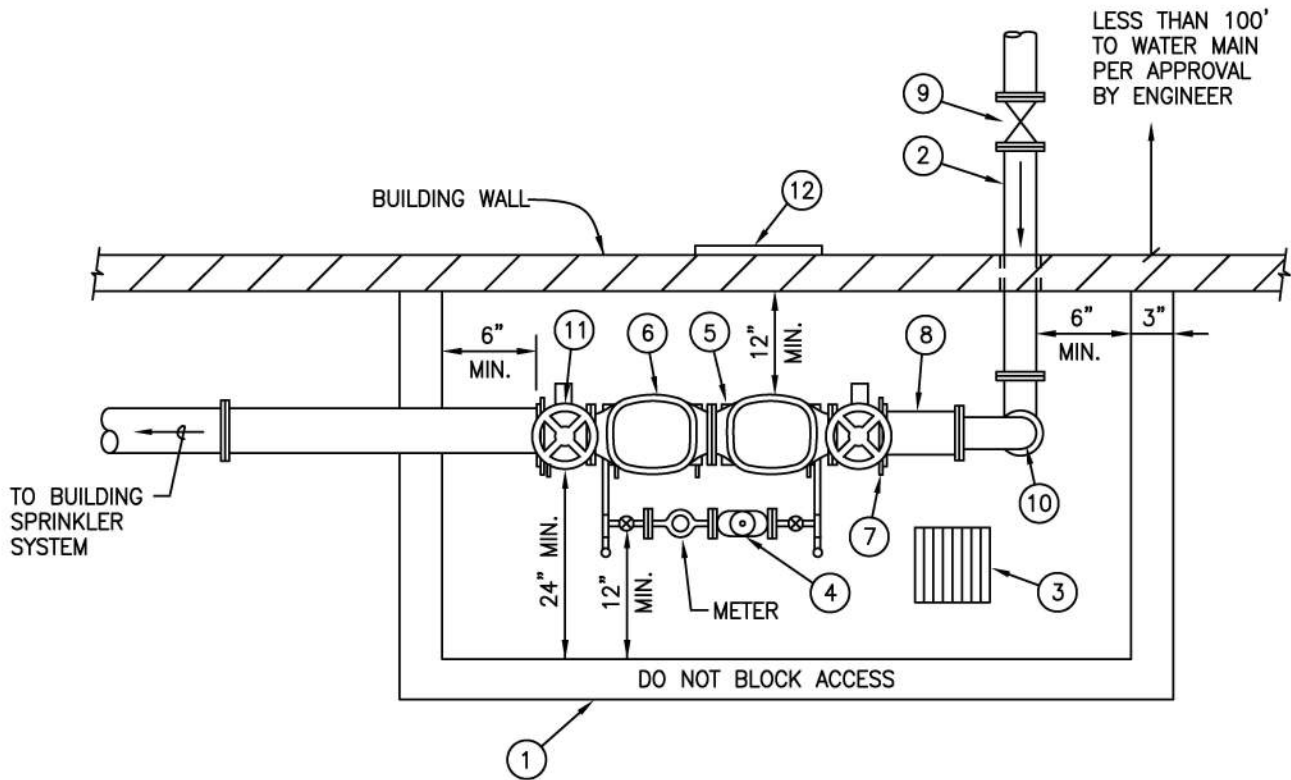 LESS THAN 100'
TO WATER MAIN
PER APPROVAL
BY ENGINEER
9
2
12
BUILDING WALL
6"
MIN.
11
6
5
12"
MIN.
8
6"
MIN.
3"
TO BUILDING
SPRINKLER
SYSTEM
24" MIN.
12"
MIN.
METER
4
7
10
3
DO NOT BLOCK ACCESS
1